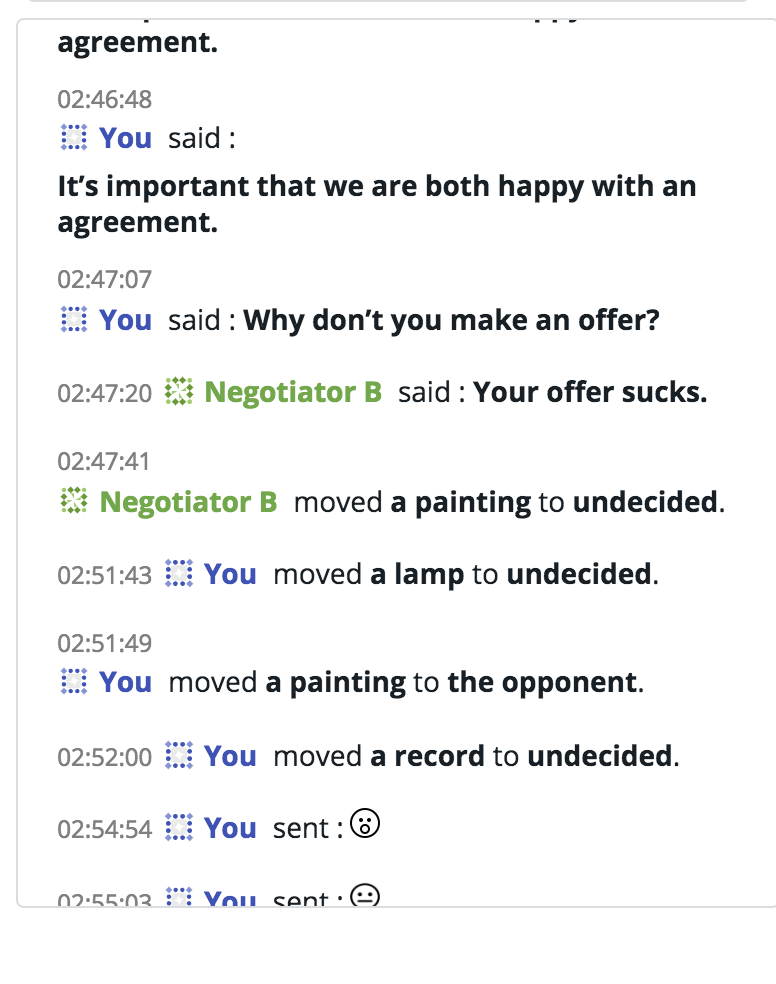 agreement.
02:46:48
You said :
It’s important that we are both happy with an
agreement.
02:47:07
You said : Why don’t you make an offer?
02:47:20 Negotiator B said : Your offer sucks.
02:47:41
Negotiator B moved a painting to undecided.
02:51:43 You moved a lamp to undecided.
02:51:49
You moved a painting to the opponent.
02:52:00 You moved a record to undecided.
02:54:54 You sent :
02:55:03 You sent :